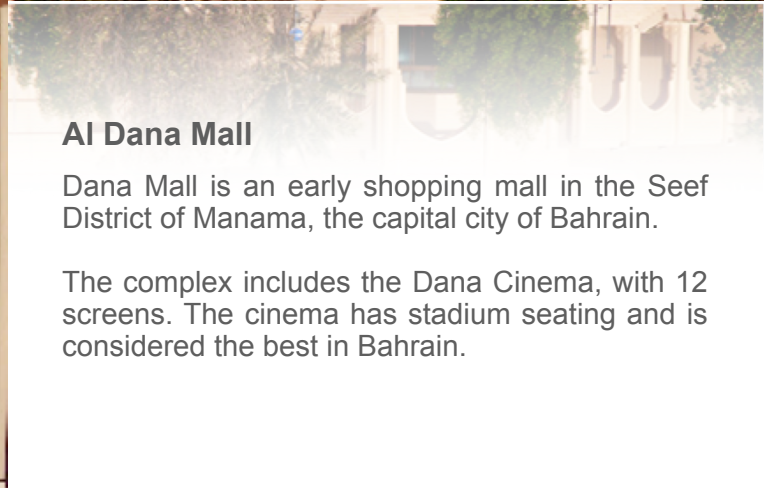 Al Dana Mall
Dana Mall is an early shopping mall in the Seef
District of Manama, the capital city of Bahrain.
The complex includes the Dana Cinema, with 12
screens. The cinema has stadium seating and is
considered the best in Bahrain.